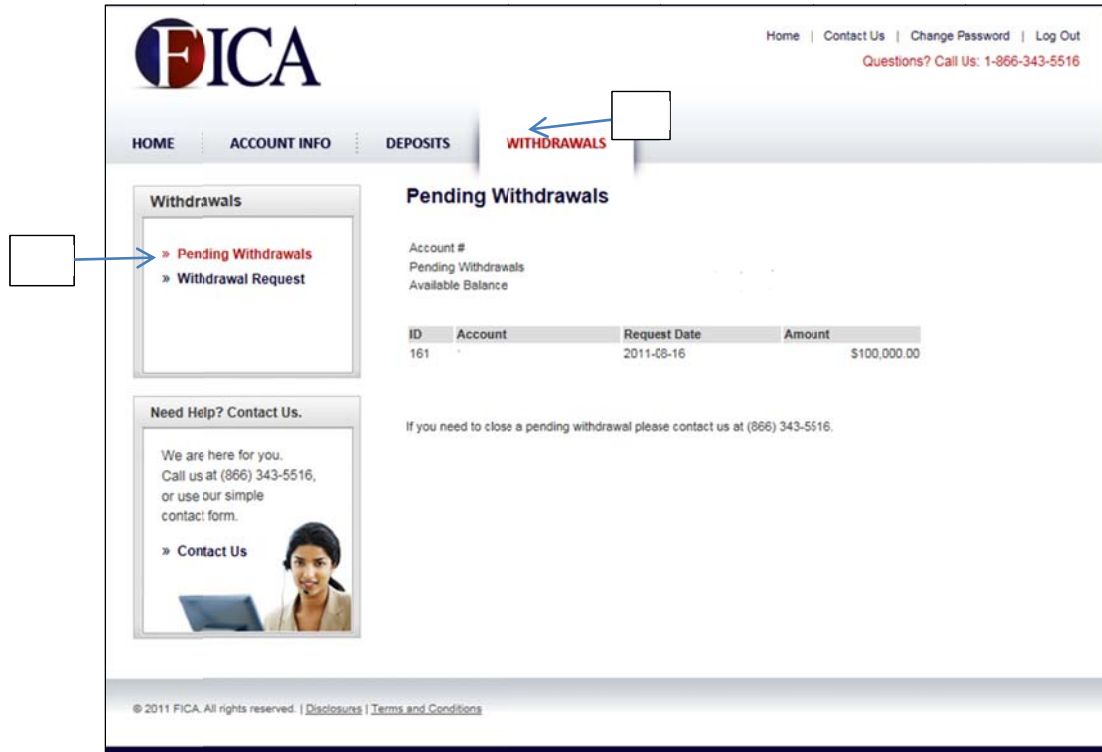 FICA
Home | Contact Us | Change Password | Log Out
Questions? Call Us: 1-866-343-5516
HOME ACCOUNT INFO DEPOSITS WITHDRAWALS
Withdrawals
» Pending Withdrawals
» Withdrawal Request
Pending Withdrawals
Account #
Pending Withdrawals
Available Balance
ID Account Request Date Amount
161 2011-08-16 $100,000.00
If you need to close a pending withdrawal please contact us at (866) 343-5516.
Need Help? Contact Us.
We are here for you.
Call us at (866) 343-5516,
or use our simple
contact form.
» Contact Us
© 2011 FICA. All rights reserved. | Disclosures | Terms and Conditions